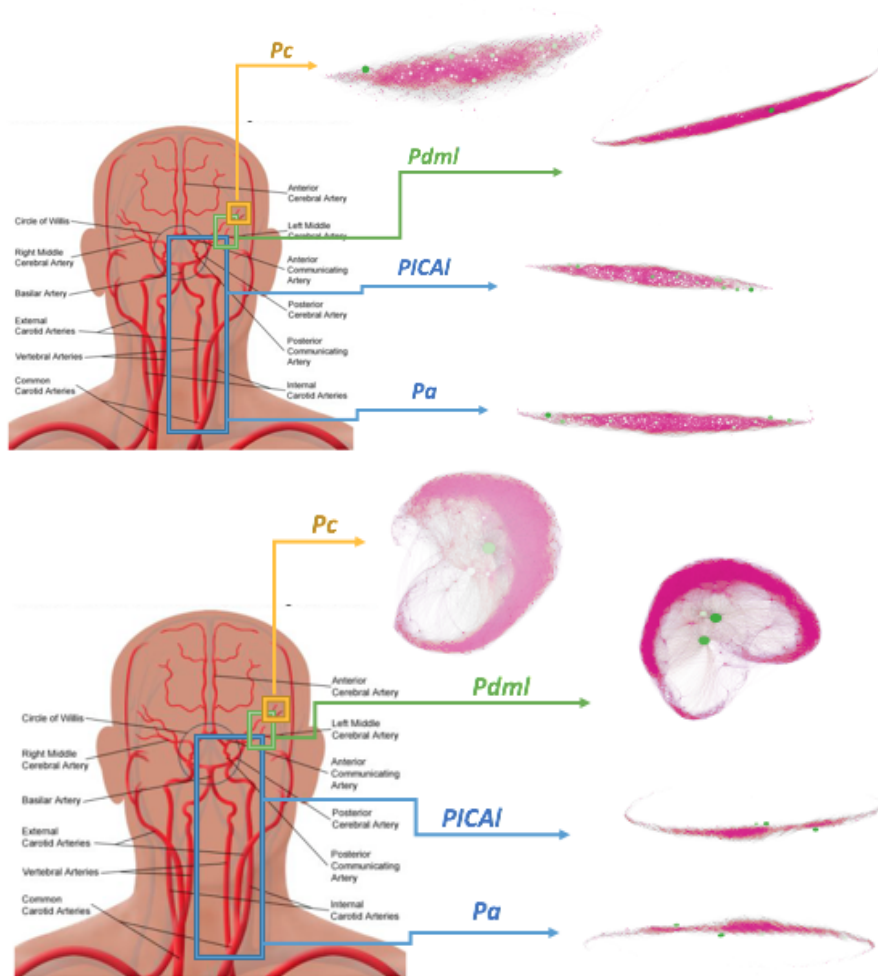 Pc
Pdml
PICAl
Pa
Anterior
Cerebral Artery
Circle of Willis
Left Middle
Cerebral Artery
Right Middle
Cerebral Artery
Anterior
Communicating
Artery
Basilar Artery
Posterior
Cerebral Artery
External
Carotid Arteries
Vertebral Arteries
Posterior
Communicating
Artery
Common
Carotid Arteries
Internal
Carotid Arteries
Pc
Pdml
PICAl
Pa
Anterior
Cerebral Artery
Circle of Willis
Left Middle
Cerebral Artery
Right Middle
Cerebral Artery
Anterior
Communicating
Artery
Basilar Artery
Posterior
Cerebral Artery
External
Carotid Arteries
Vertebral Arteries
Posterior
Communicating
Artery
Common
Carotid Arteries
Internal
Carotid Arteries